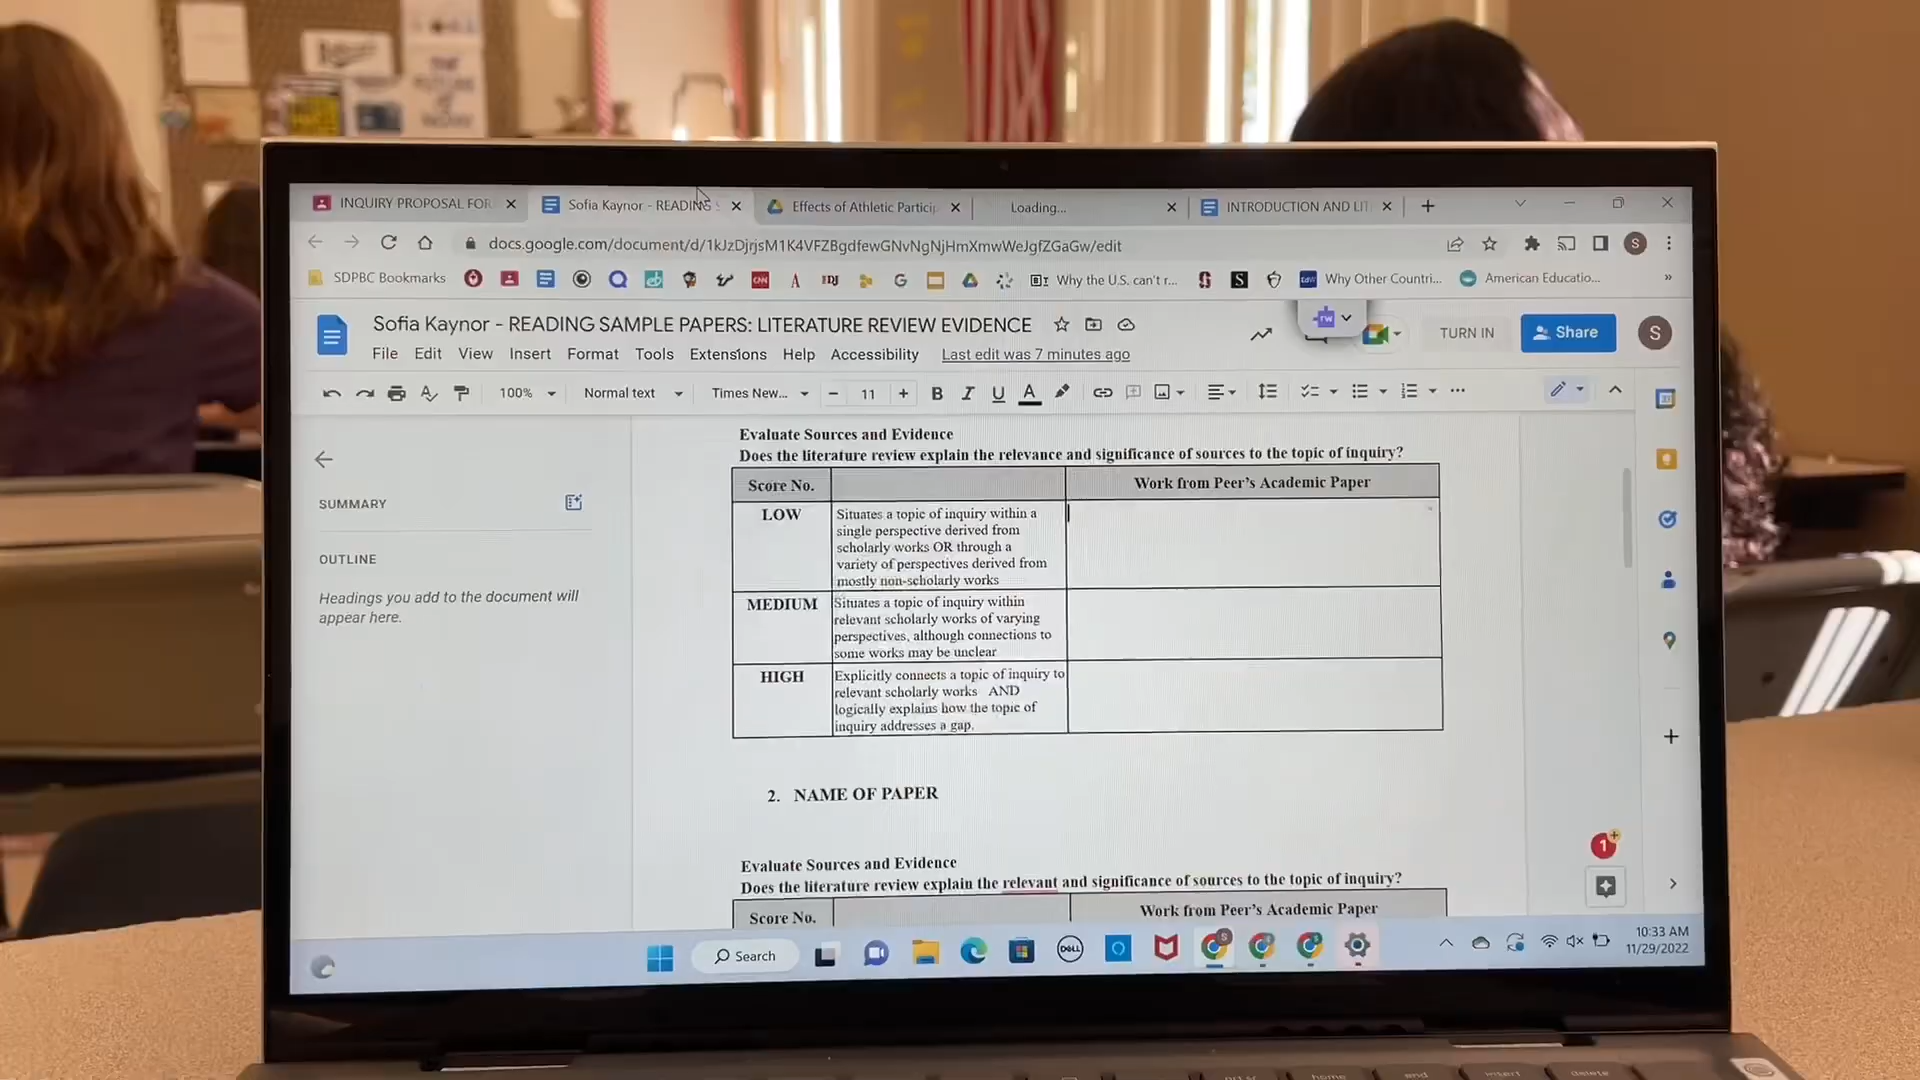 INQUIRY PROPOSAL FOR
Sofia Kaynor - READING S
Effects of Athletic Particip
Loading...
INTRODUCTION AND LIT
docs.google.com/document/d/1kJzDjrjsM1K4VFZBgdfewGNvNgNjHmXmwWeJgfZGaGw/edit
S
SDPBC Bookmarks
CNN
Why the U.S. can't r...
S
Why Other Countri...
American Educatio...
Sofia Kaynor - READING SAMPLE PAPERS: LITERATURE REVIEW EVIDENCE
rw
TURN IN
Share
S
File Edit View Insert Format Tools Extensions Help Accessibility Last edit was 7 minutes ago
100% Normal text Times New... 11 B I U A
SUMMARY
OUTLINE
Headings you add to the document will
appear here.
Evaluate Sources and Evidence
Does the literature review explain the relevance and significance of sources to the topic of inquiry?
Score No. Work from Peer's Academic Paper
LOW
Situates a topic of inquiry within a
single perspective derived from
scholarly works OR through a
variety of perspectives derived from
mostly non-scholarly works
MEDIUM
Situates a topic of inquiry within
relevant scholarly works of varying
perspectives, although connections to
some works may be unclear
HIGH
Explicitly connects a topic of inquiry to
relevant scholarly works AND
logically explains how the topic of
inquiry addresses a gap.
2. NAME OF PAPER
Evaluate Sources and Evidence
Does the literature review explain the relevant and significance of sources to the topic of inquiry?
Score No. Work from Peer's Academic Paper
1
Search
DELL
10:33 AM
11/29/2022
home
end
insert
delete